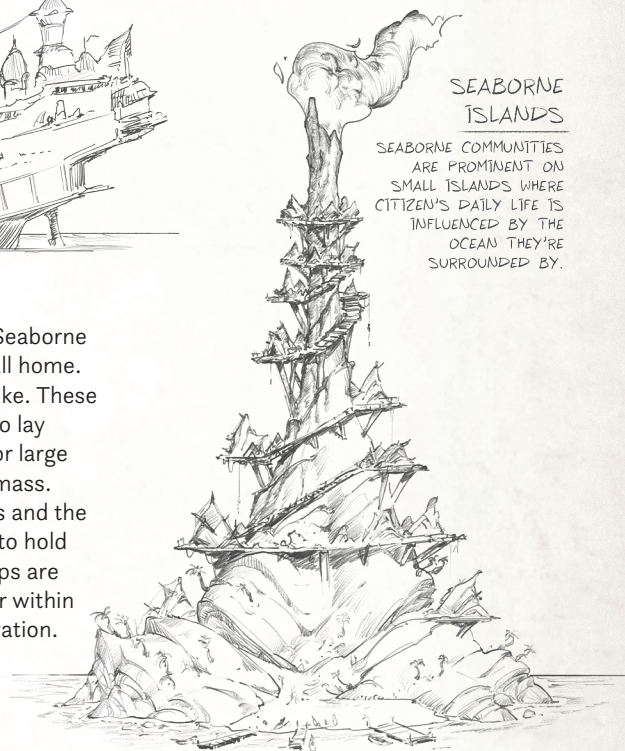 SEABORNE
ISLANDS
SEABORNE COMMUNITIES
ARE PROMINENT ON
SMALL ISLANDS WHERE
CITIZEN'S DAILY LIFE IS
INFLUENCED BY THE
OCEAN THEY'RE
SURROUNDED BY.
Seaborne
all home.
ke. These
o lay
or large
mass.
s and the
to hold
ps are
r within
ation.